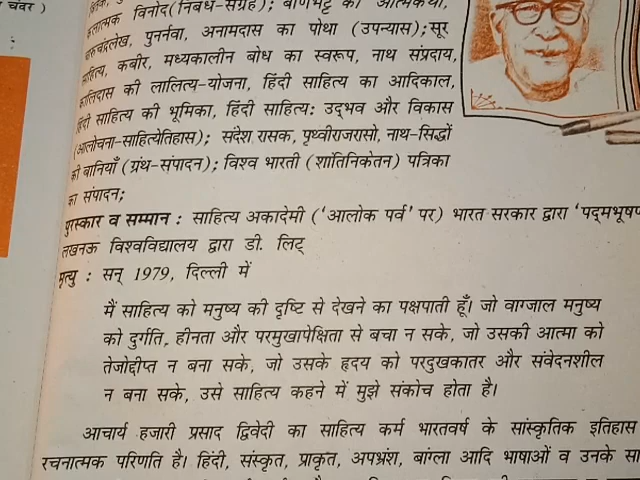 चंवर )
कलात्मक विनोद(निबंध-संग्रह); बाणभट्ट की आत्मकथा,
चारुचंद्रलेख, पुनर्नवा, अनामदास का पोथा (उपन्यास);सूर
साहित्य, कबीर, मध्यकालीन बोध का स्वरूप, नाथ संप्रदाय,
कालिदास की लालित्य-योजना, हिंदी साहित्य का आदिकाल,
हिंदी साहित्य की भूमिका, हिंदी साहित्य: उद्‌भव और विकास
(आलोचना-साहित्येतिहास); संदेश रासक, पृथ्वीराजरासो, नाथ-सिद्धों
की बानियाँ (ग्रंथ-संपादन); विश्व भारती (शांतिनिकेतन) पत्रिका
का संपादन;
पुरस्कार व सम्मान : साहित्य अकादेमी ('आलोक पर्व' पर) भारत सरकार द्वारा 'पद्‌मभूषण
लखनऊ विश्वविद्यालय द्वारा डी. लिट्
मृत्यु : सन् 1979, दिल्ली में
मैं साहित्य को मनुष्य की दृष्टि से देखने का पक्षपाती हूँ। जो वाग्जाल मनुष्य
को दुर्गति, हीनता और परमुखापेक्षिता से बचा न सके, जो उसकी आत्मा को
तेजोद्दीप्त न बना सके, जो उसके हृदय को परदुखकातर और संवेदनशील
न बना सके, उसे साहित्य कहने में मुझे संकोच होता है।
आचार्य हजारी प्रसाद द्विवेदी का साहित्य कर्म भारतवर्ष के सांस्कृतिक इतिहास
रचनात्मक परिणति है। हिंदी, संस्कृत, प्राकृत, अपभ्रंश, बांग्ला आदि भाषाओं व उनके सा